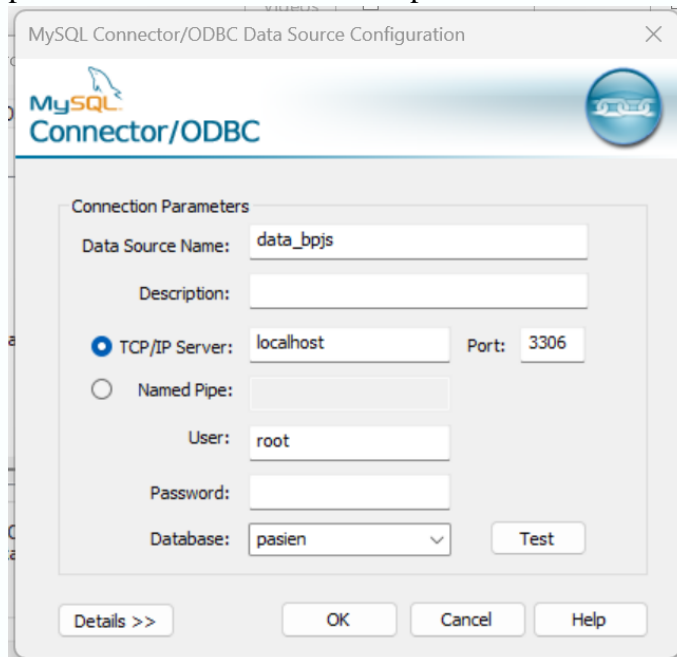 MySQL Connector/ODBC Data Source Configuration
MySQL
Connector/ODBC
Connection Parameters
Data Source Name: data_bpjs
Description:
TCP/IP Server: localhost Port: 3306
Named Pipe:
User: root
Password:
Database: pasien Test
Details >> OK Cancel Help